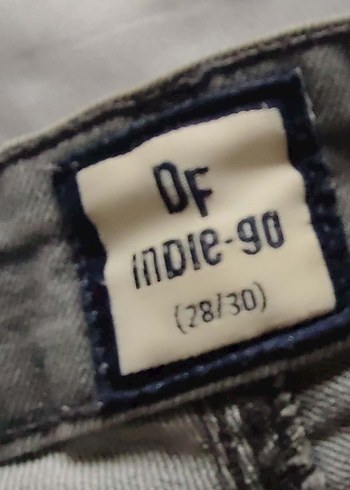 DF
inDIe-go
(28/30)